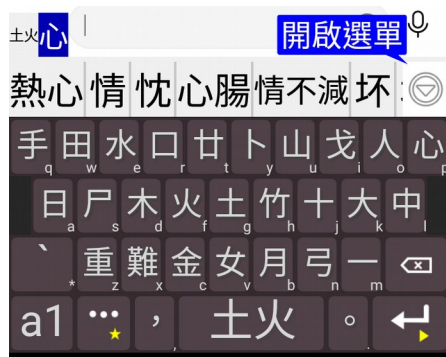 土火心 開啟選單
熱心 情 忱 心腸 情不減 坏
手 田 水 口 廿 卜 山 戈 人 心
q w e r t y u i o p
日 尸 木 火 土 竹 十 大 中
a s d f g h j k l
、 重 難 金 女 月 弓 一
* z x c v b n m
a1 ••• , 土火 。